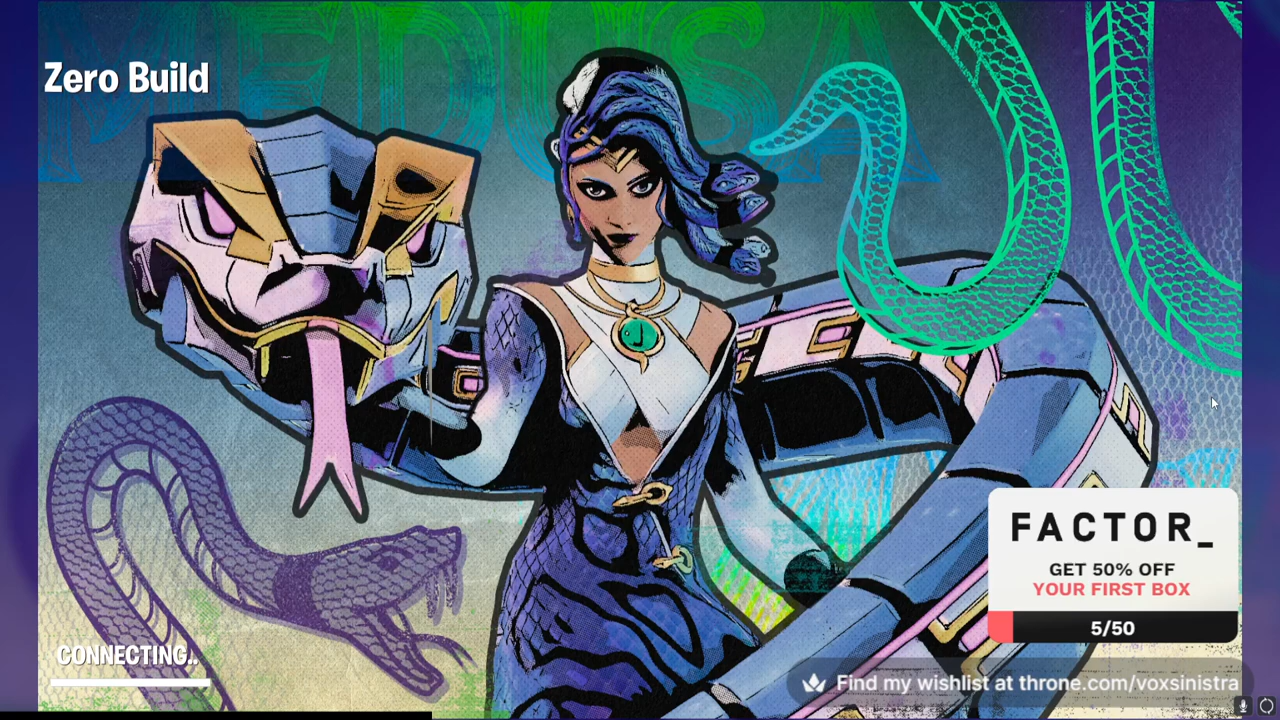 MEDUSA
Zero Build
FACTOR_
GET 50% OFF
YOUR FIRST BOX
5/50
CONNECTING..
Find my wishlist at throne.com/voxsinistra